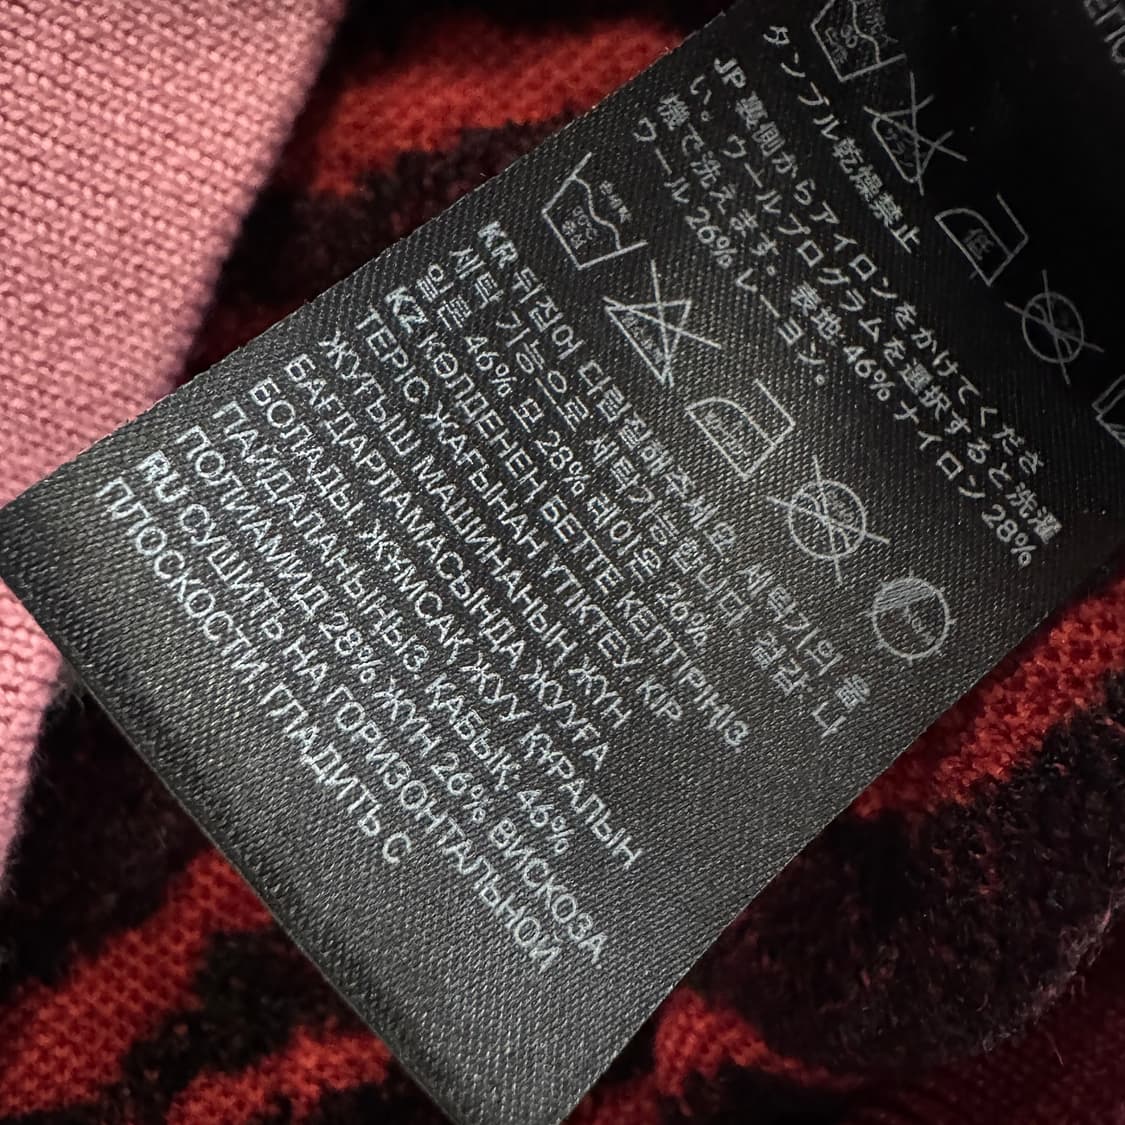 低
タンブル乾燥禁止
JP 裏側からアイロンをかけてくださ
い。 ウールプログラムを選択すると洗濯
機で洗えます。 表地 46% ナイロン 28%
ウール 26% レーヨン。
KR 뒤집어 다림질해주세요. 세탁기의 울
세탁 기능으로 세탁가능합니다. 겉감. 나
일론 46% 모 28% 레이온 26%
KZ КӨЛДЕНЕҢ БЕТТЕ КЕПТІРІҢІЗ
ТЕРІС ЖАҒЫНАН ҮТІКТЕУ. КІР
ЖУҒЫШ МАШИНАНЫҢ ЖҮН
БАҒДАРЛАМАСЫНДА ЖУУҒА
БОЛАДЫ. ЖҰМСАҚ ЖУУ ҚҰРАЛЫН
ПАЙДАЛАНЫҢЫЗ. ҚАБЫҚ. 46%
ПОЛИАМИД 28% ЖҮН 26% ВИСКОЗА.
RU СУШИТЬ НА ГОРИЗОНТАЛЬНОЙ
ПЛОСКОСТИ. ГЛАДИТЬ С